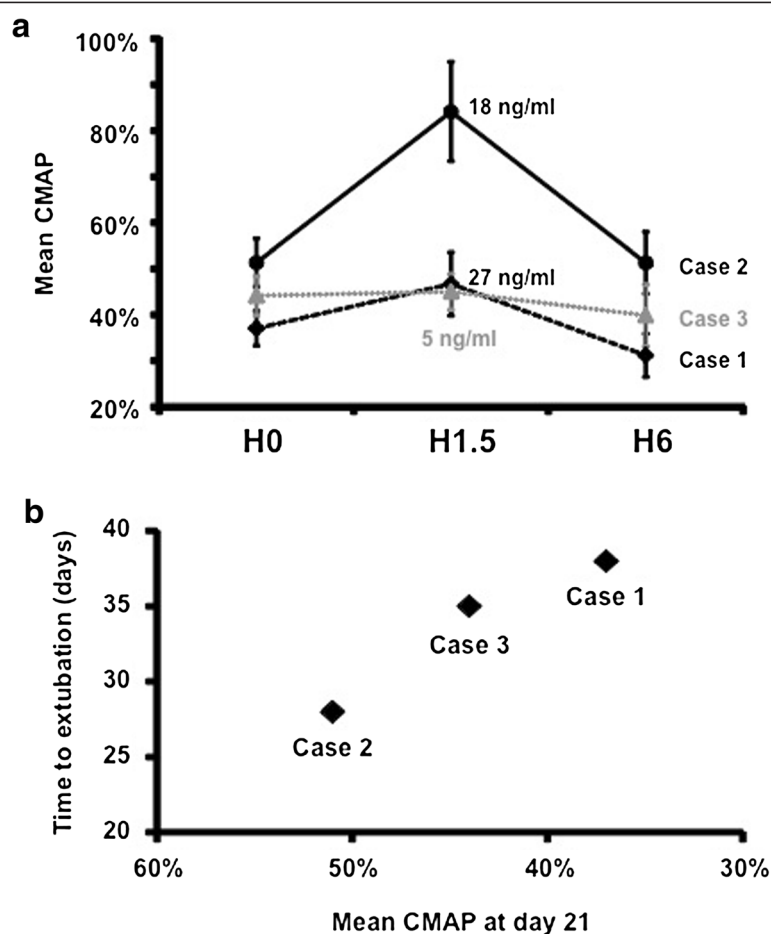 a
100%
80%
60%
40%
20%
Mean CMAP
18 ng/ml
27 ng/ml
5 ng/ml
Case 2
Case 3
Case 1
H0 H1.5 H6
b
40
35
30
25
20
Time to extubation (days)
Case 1
Case 3
Case 2
60% 50% 40% 30%
Mean CMAP at day 21